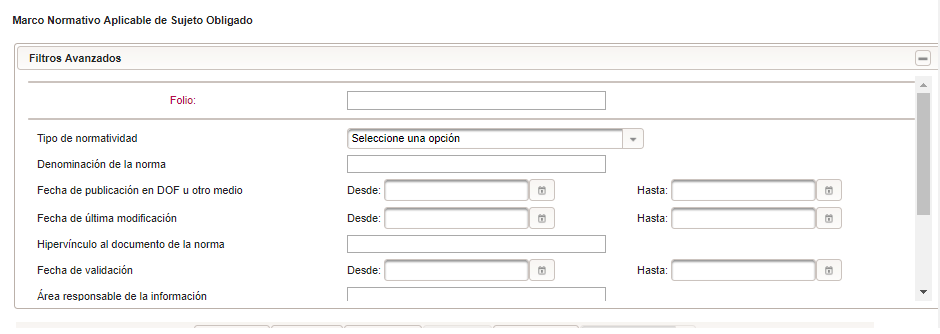 Marco Normativo Aplicable de Sujeto Obligado
Filtros Avanzados
Folio:
Tipo de normatividad Seleccione una opción
Denominación de la norma
Fecha de publicación en DOF u otro medio Desde: Hasta:
Fecha de última modificación Desde: Hasta:
Hipervínculo al documento de la norma
Fecha de validación Desde: Hasta:
Área responsable de la información